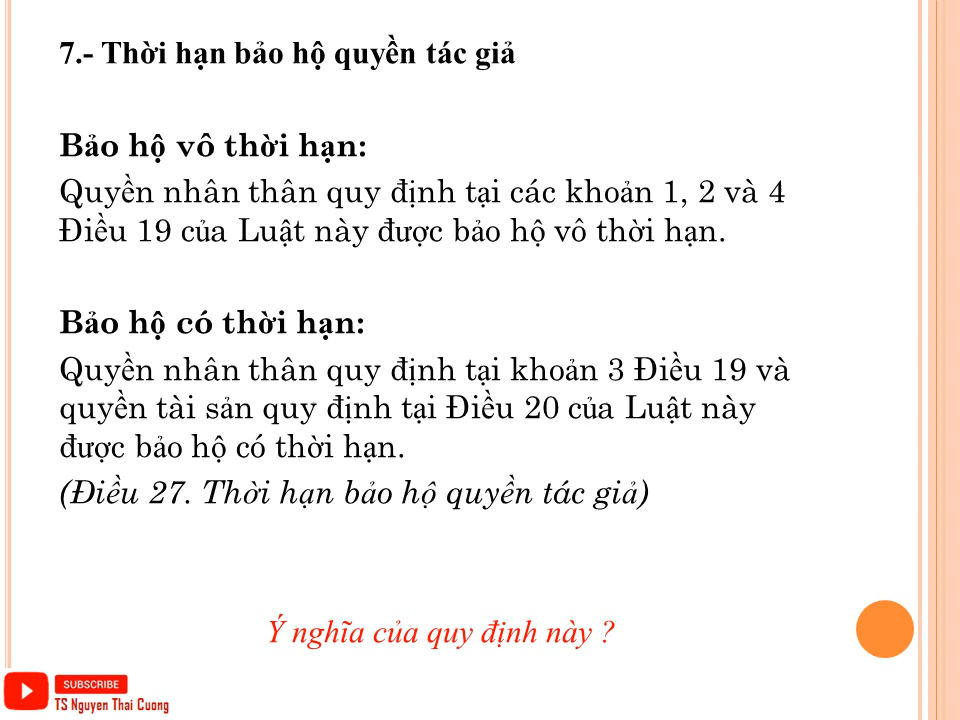 7.- Thời hạn bảo hộ quyền tác giả
Bảo hộ vô thời hạn:
Quyền nhân thân quy định tại các khoản 1, 2 và 4
Điều 19 của Luật này được bảo hộ vô thời hạn.
Bảo hộ có thời hạn:
Quyền nhân thân quy định tại khoản 3 Điều 19 và
quyền tài sản quy định tại Điều 20 của Luật này
được bảo hộ có thời hạn.
(Điều 27. Thời hạn bảo hộ quyền tác giả)
Ý nghĩa của quy định này ?
SUBSCRIBE
TS Nguyen Thai Cuong